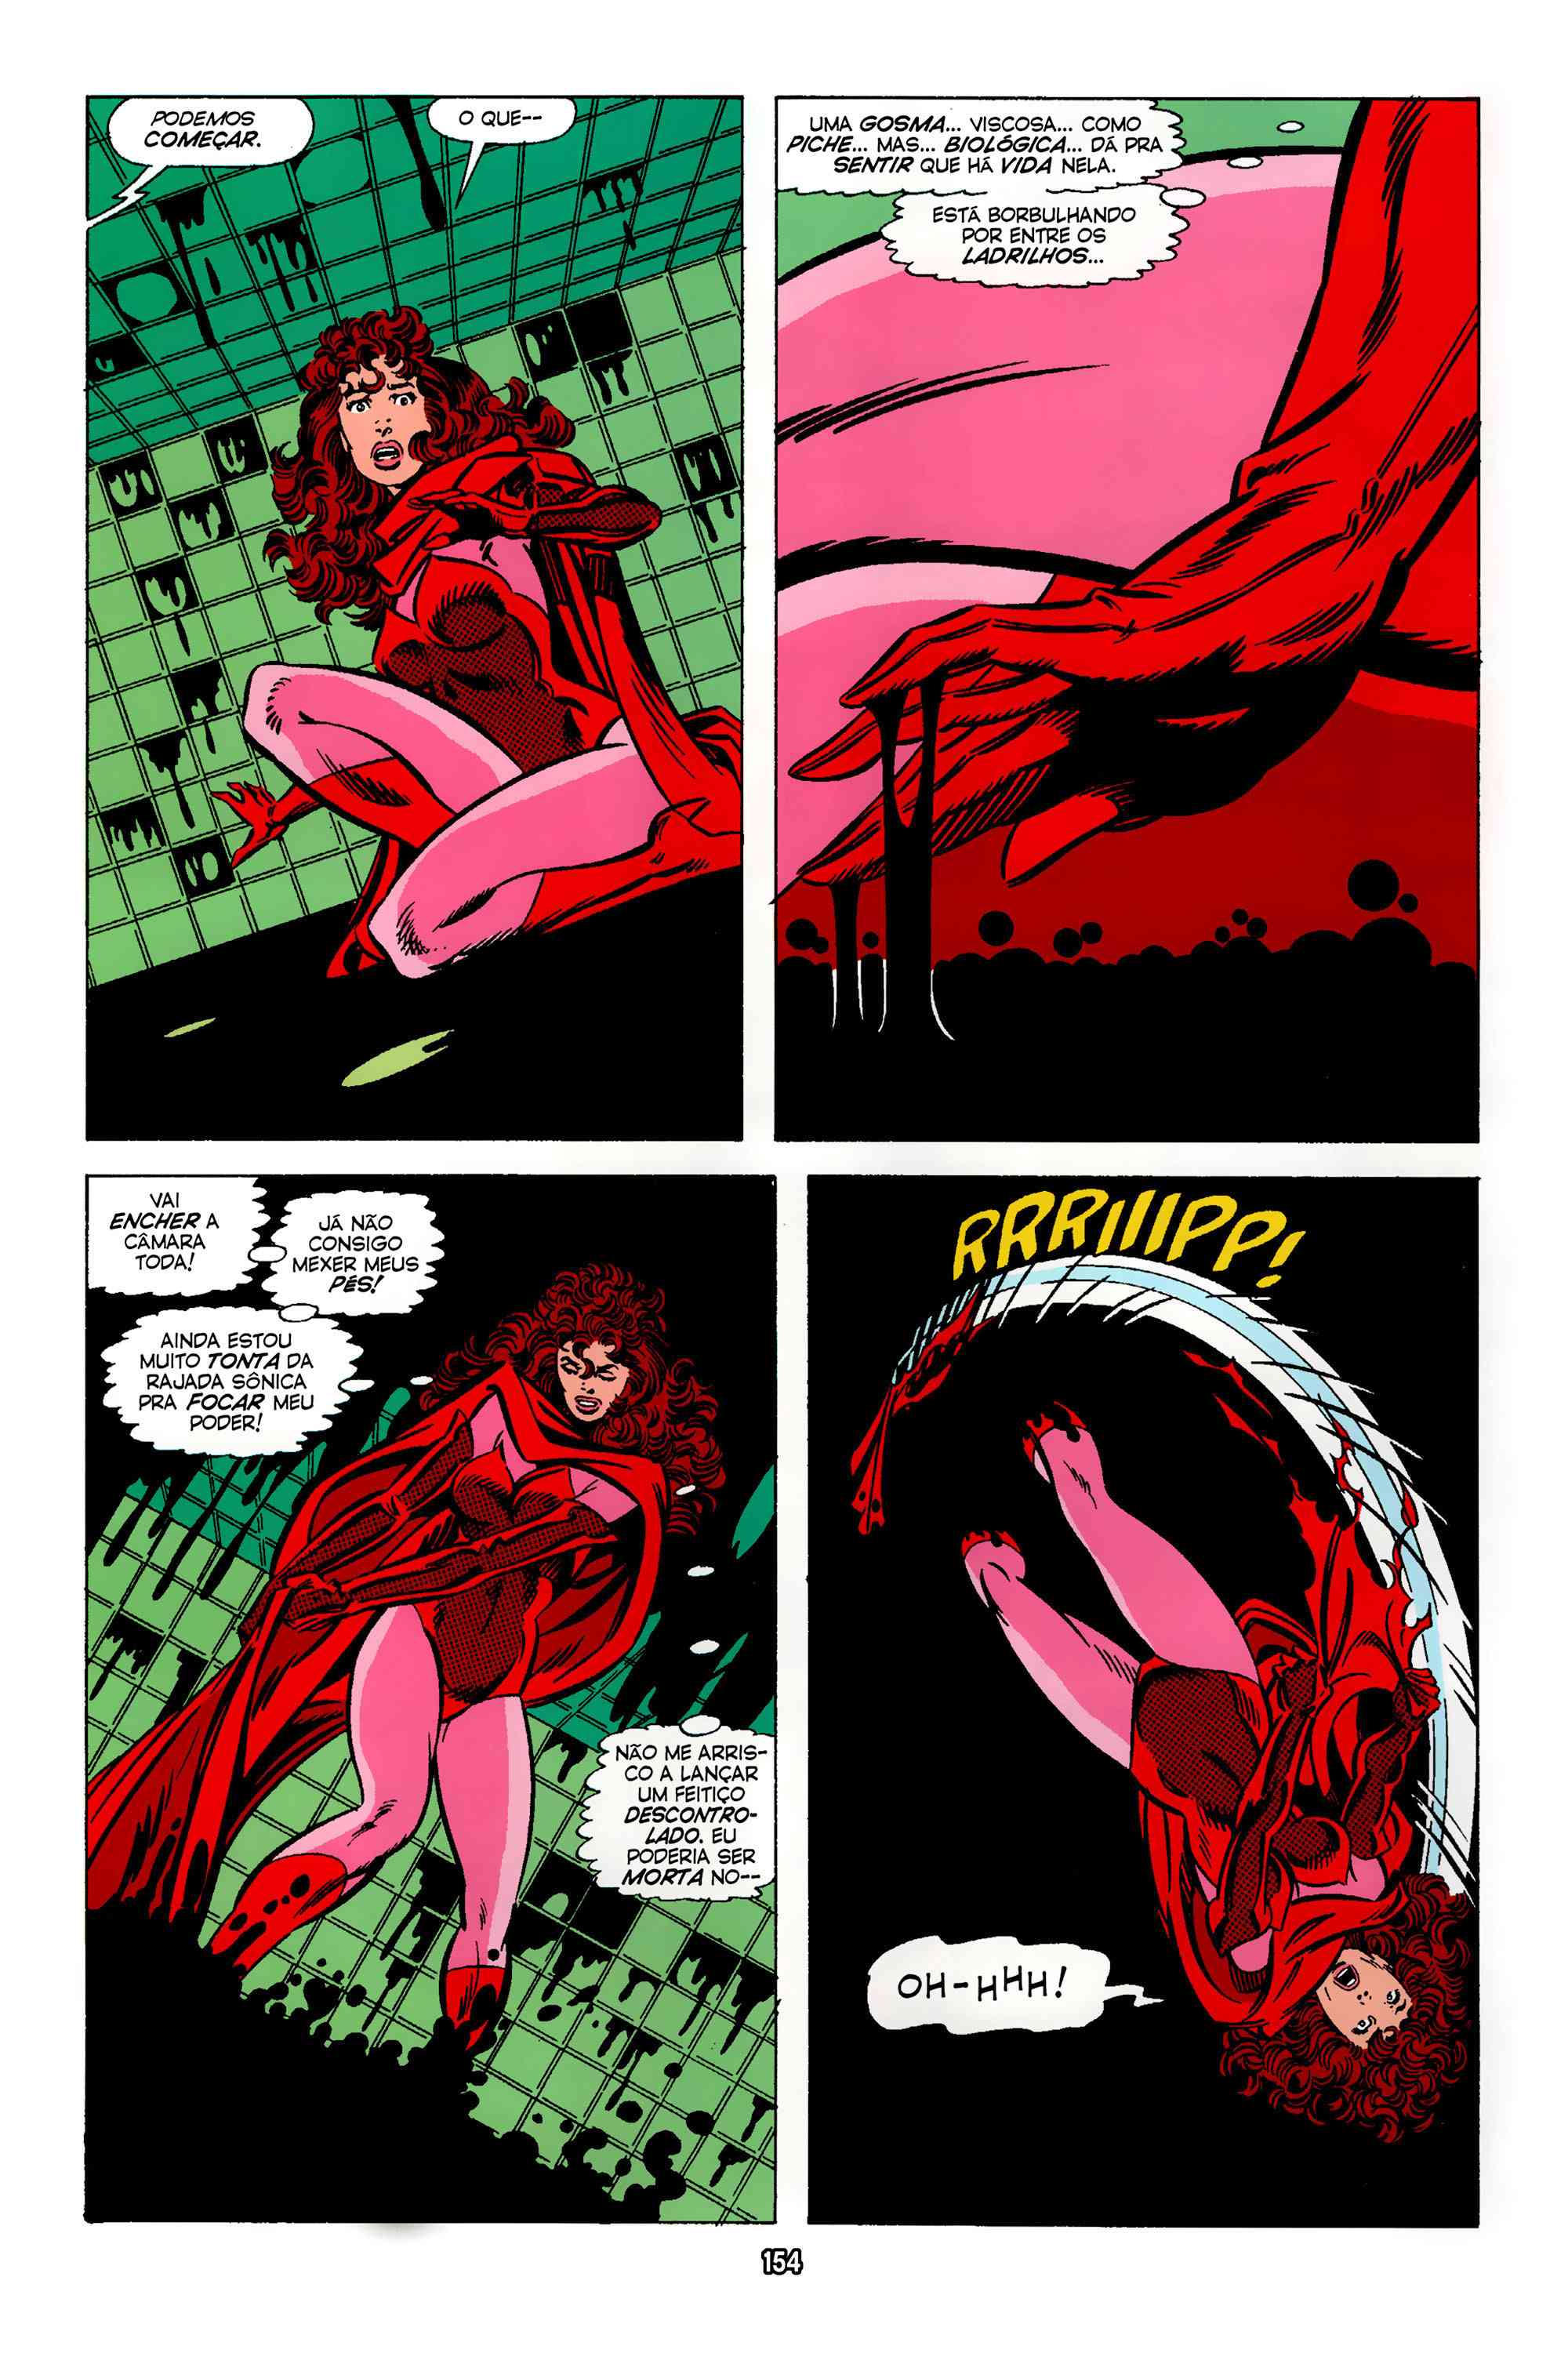 PODEMOS
COMEÇAR.
O QUE--
UMA GOSMA... VISCOSA... COMO
PICHE... MAS... BIOLÓGICA... DÁ PRA
SENTIR QUE HÁ VIDA NELA.
ESTÁ BORBULHANDO
POR ENTRE OS
LADRILHOS...
VAI
ENCHER A
CÂMARA
TODA!
JÁ NÃO
CONSIGO
MEXER MEUS
PÉS!
AINDA ESTOU
MUITO TONTA DA
RAJADA SÔNICA
PRA FOCAR MEU
PODER!
NÃO ME ARRIS-
CO A LANÇAR
UM FEITIÇO
DESCONTRO-
LADO. EU
PODERIA SER
MORTA NO--
RRRIIIPP!
OH-HHH!
154